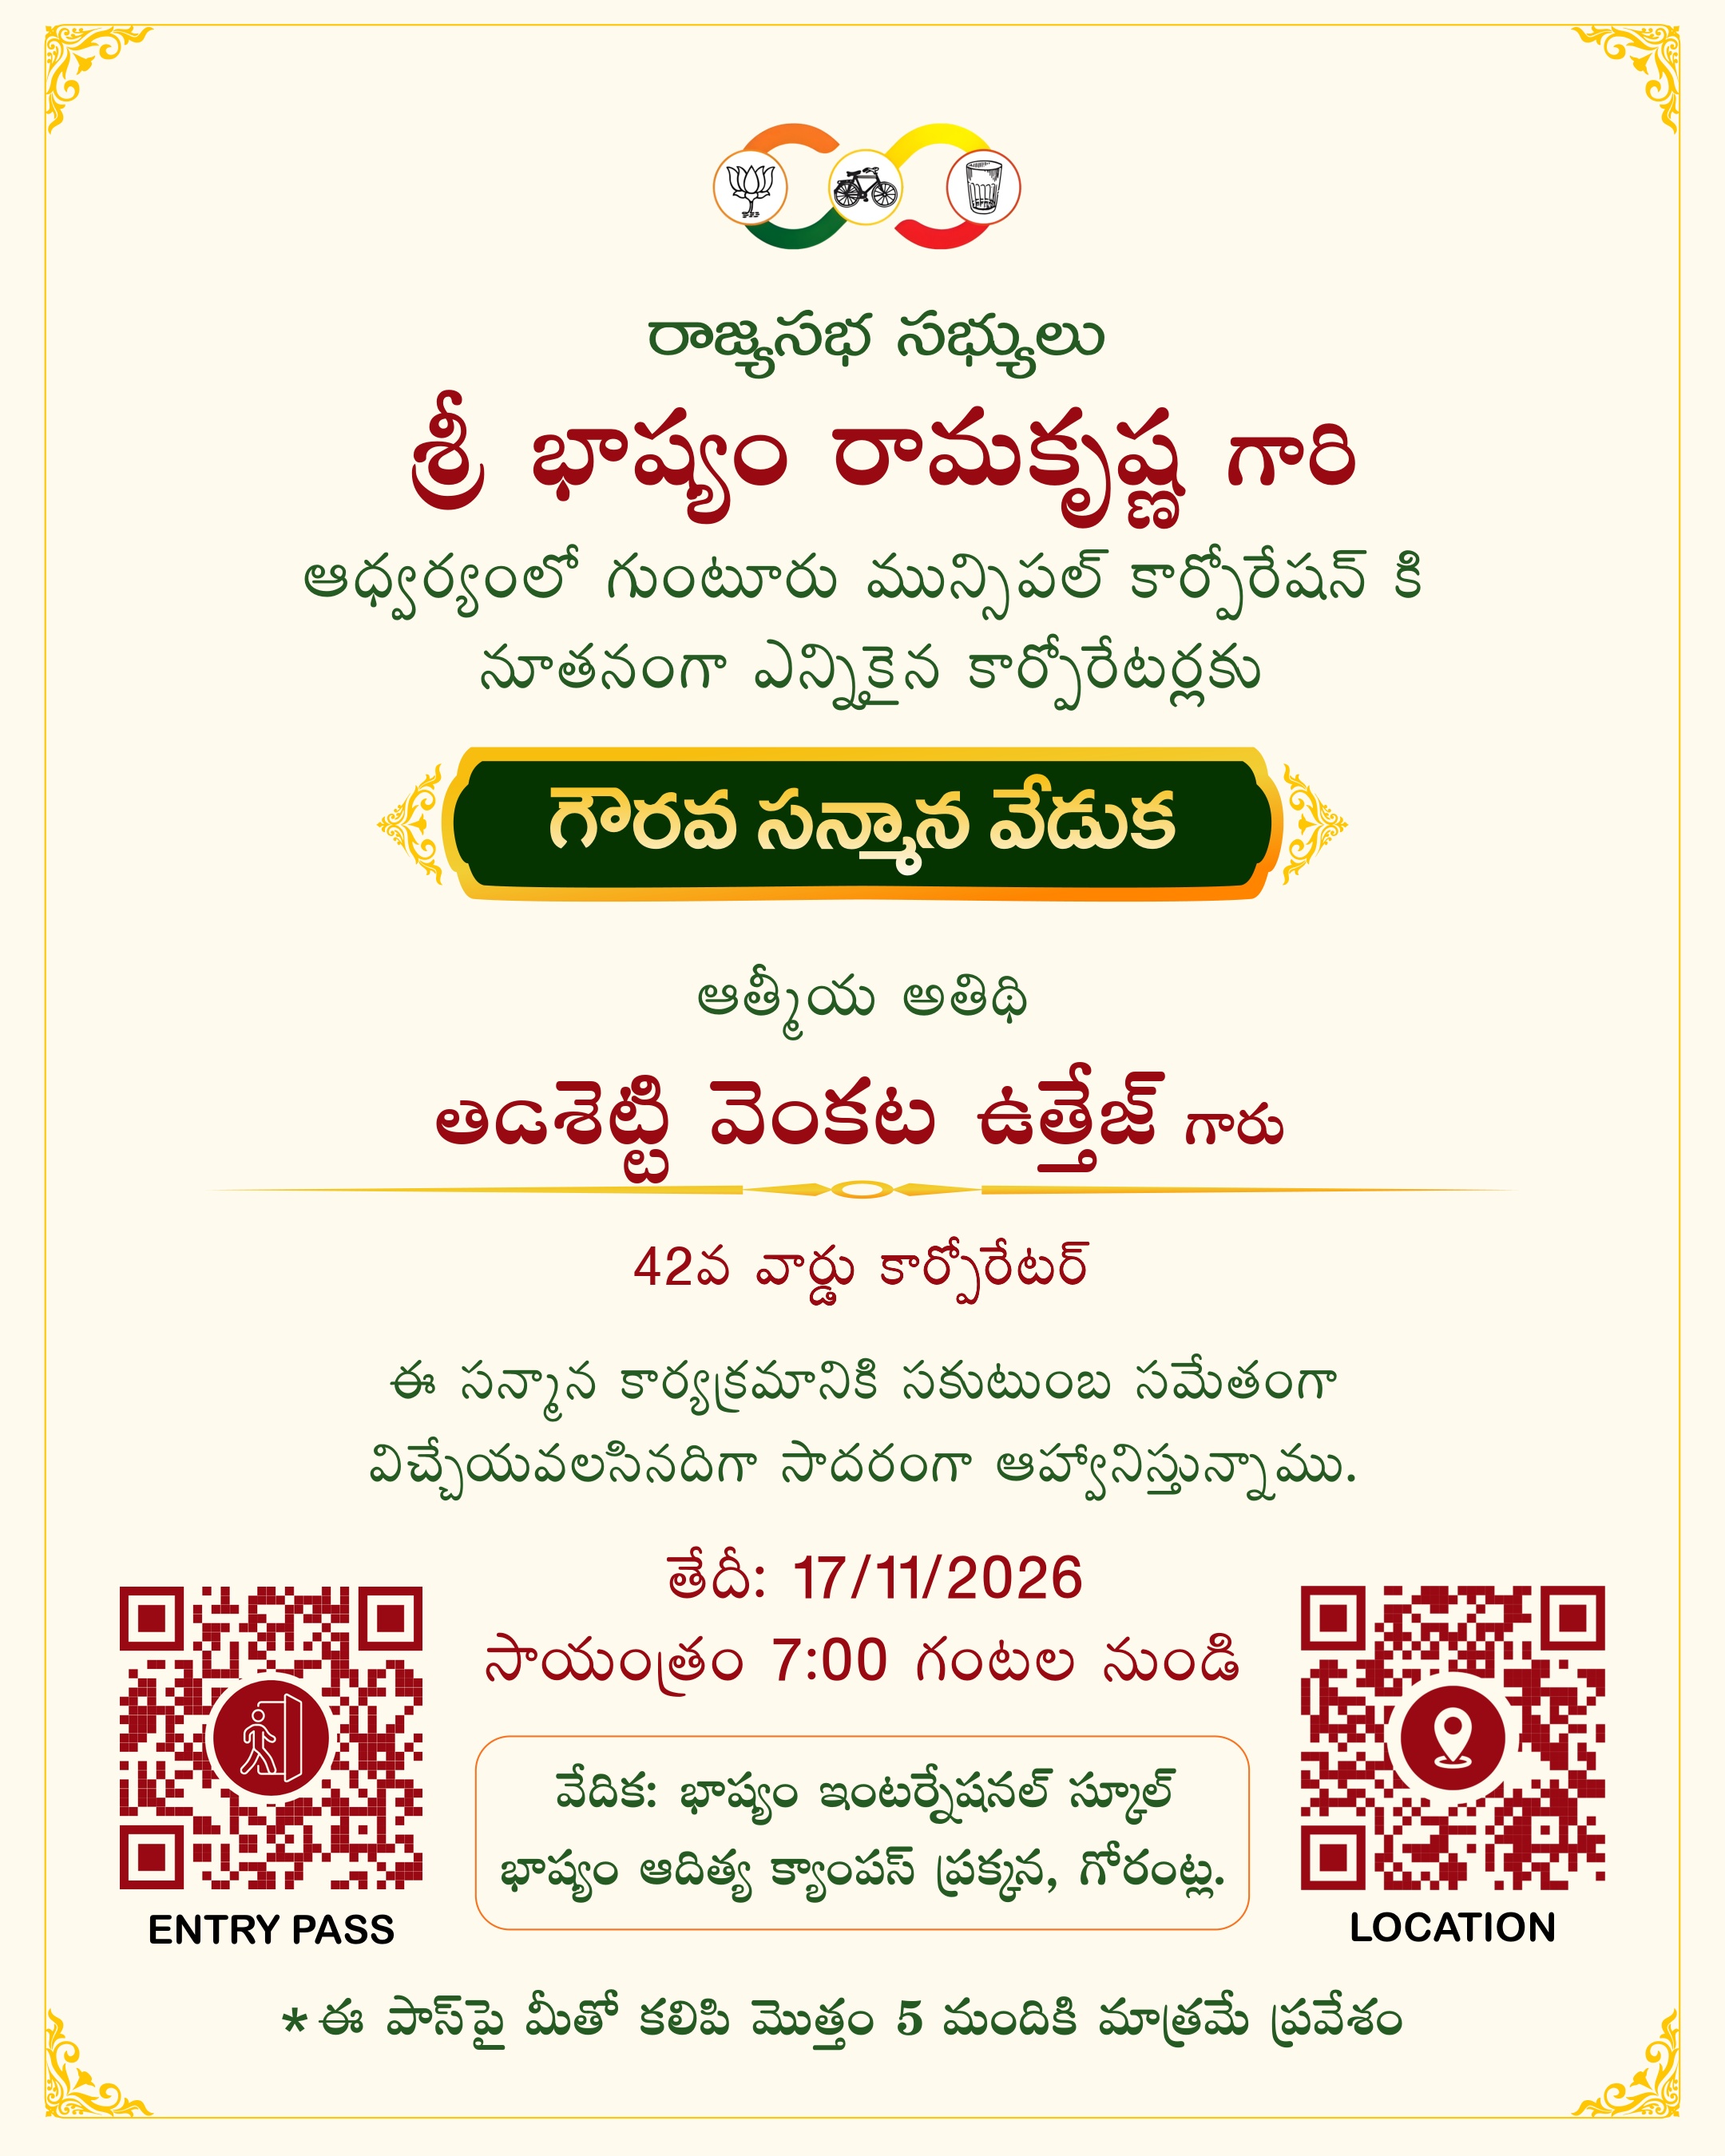 రాజ్యసభ సభ్యులు
శ్రీ భాష్యం రామకృష్ణ గారి
ఆధ్వర్యంలో గుంటూరు మున్సిపల్ కార్పోరేషన్ కి
నూతనంగా ఎన్నికైన కార్పోరేటర్లకు
గౌరవ సన్మాన వేడుక
ఆత్మీయ అతిథి
తడశెట్టి వెంకట ఉత్తేజ్ గారు
42వ వార్డు కార్పోరేటర్
ఈ సన్మాన కార్యక్రమానికి సకుటుంబ సమేతంగా
విచ్చేయవలసినదిగా సాదరంగా ఆహ్వానిస్తున్నాము.
తేదీ: 17/11/2026
సాయంత్రం 7:00 గంటల నుండి
వేదిక: భాష్యం ఇంటర్నేషనల్ స్కూల్
భాష్యం ఆదిత్య క్యాంపస్ ప్రక్కన, గోరంట్ల.
ENTRY PASS
LOCATION
*ఈ పాస్‌పై మీతో కలిపి మొత్తం 5 మందికి మాత్రమే ప్రవేశం